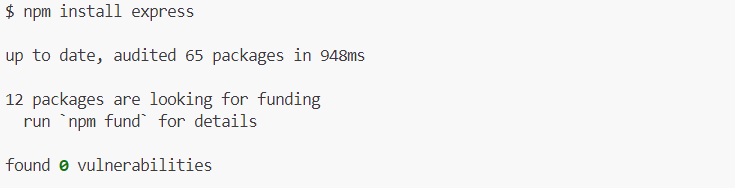 $ npm install express
up to date, audited 65 packages in 948ms
12 packages are looking for funding
run `npm fund` for details
found 0 vulnerabilities